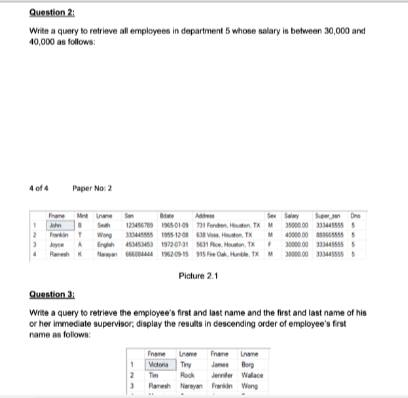 Question 2:
Write a query to retrieve all employees in department 5 whose salary is between 30,000 and
40,000 as follows:
4 of 4 Paper No: 2
Fname Minit Lname Ssn Bdate Address Sex Salary Super_ssn Dno
1 John B Smith 123456789 1965-01-09 731 Fondren, Houston, TX M 35000.00 333445555 5
2 Franklin T Wong 333445555 1955-12-08 638 Voss, Houston, TX M 40000.00 888665555 5
3 Joyce A English 453453453 1972-07-31 5631 Rice, Houston, TX F 30000.00 333445555 5
4 Ramesh K Narayan 666884444 1962-09-15 915 Fire Oak, Humble, TX M 38000.00 333445555 5
Picture 2.1
Question 3:
Write a query to retrieve the employee's first and last name and the first and last name of his
or her immediate supervisor; display the results in descending order of employee's first
name as follows:
Fname Lname Fname Lname
1 Victoria Tiny James Borg
2 Tim Rock Jennifer Wallace
3 Ramesh Narayan Franklin Wong